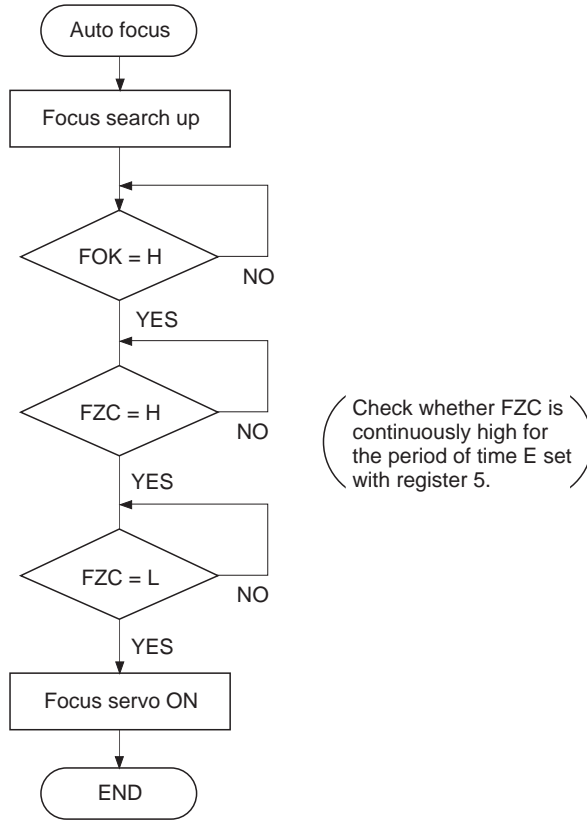 Auto focus
Focus search up
FOK = H
NO
YES
FZC = H
NO
Check whether FZC is
continuously high for
the period of time E set
with register 5.
YES
FZC = L
NO
YES
Focus servo ON
END